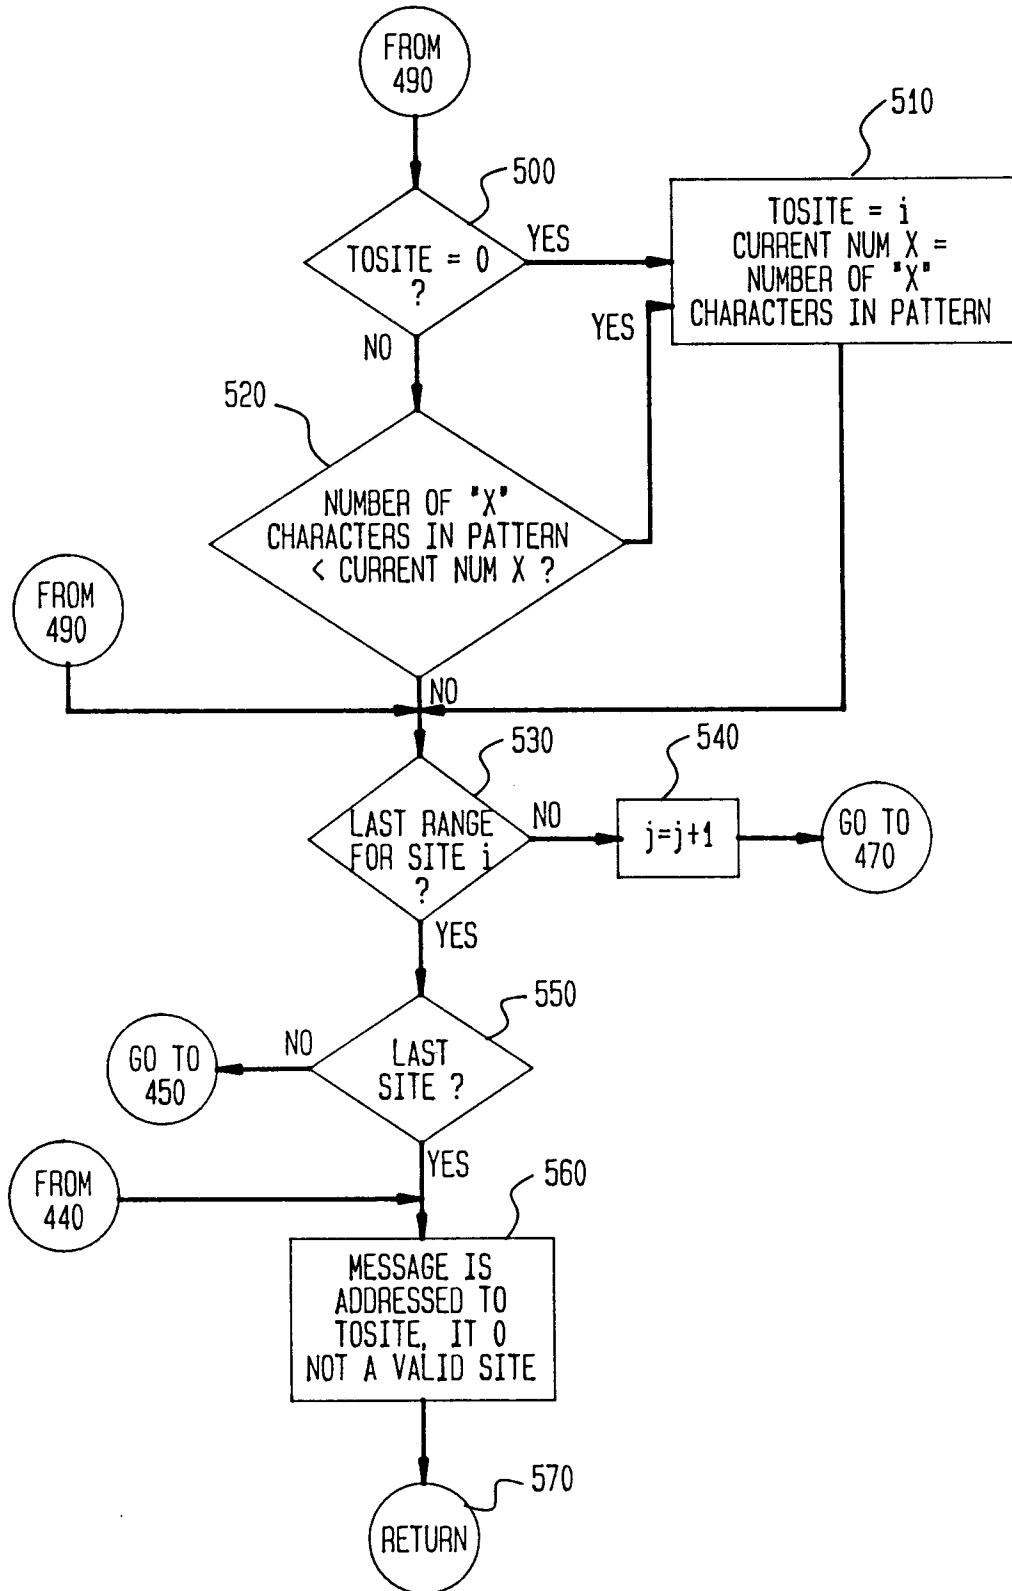 FROM
490
500
510
TOSITE = 0
?
YES
TOSITE = i
CURRENT NUM X =
NUMBER OF "X"
CHARACTERS IN PATTERN
NO
YES
520
NUMBER OF "X"
CHARACTERS IN PATTERN
< CURRENT NUM X ?
FROM
490
NO
530
540
LAST RANGE
FOR SITE i
?
NO
j=j+1
GO TO
470
YES
550
LAST
SITE ?
NO
GO TO
450
YES
FROM
440
560
MESSAGE IS
ADDRESSED TO
TOSITE, IT 0
NOT A VALID SITE
570
RETURN